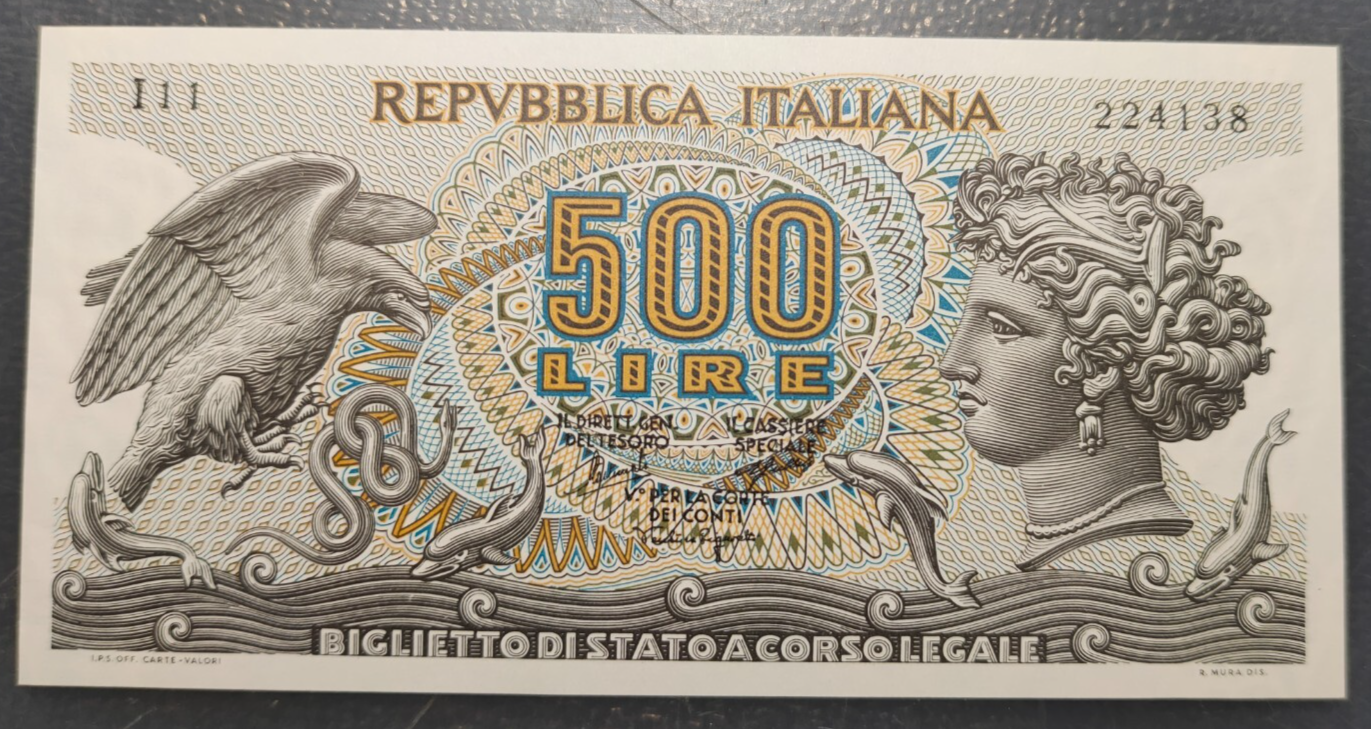 I11
REPVBBLICA ITALIANA
224138
500
LIRE
IL DIRETT. GEN.
DEL TESORO
IL CASSIERE
SPECIALE
V.° PER LA CORTE
DEI CONTI
BIGLIETTO DI STATO A CORSO LEGALE
I.P.S. OFF. CARTE-VALORI
R. MURA DIS.